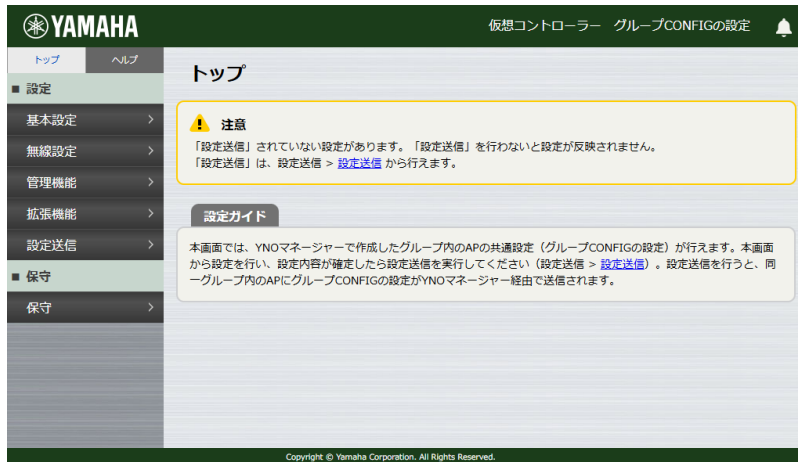 YAMAHA
仮想コントローラー グループCONFIGの設定
トップ
ヘルプ
■ 設定
基本設定
無線設定
管理機能
拡張機能
設定送信
■ 保守
保守
トップ
注意
「設定送信」されていない設定があります。「設定送信」を行わないと設定が反映されません。
「設定送信」は、設定送信 > 設定送信 から行えます。
設定ガイド
本画面では、YNOマネージャーで作成したグループ内のAPの共通設定（グループCONFIGの設定）が行えます。本画面
から設定を行い、設定内容が確定したら設定送信を実行してください（設定送信 > 設定送信）。設定送信を行うと、同
一グループ内のAPにグループCONFIGの設定がYNOマネージャー経由で送信されます。
Copyright © Yamaha Corporation. All Rights Reserved.